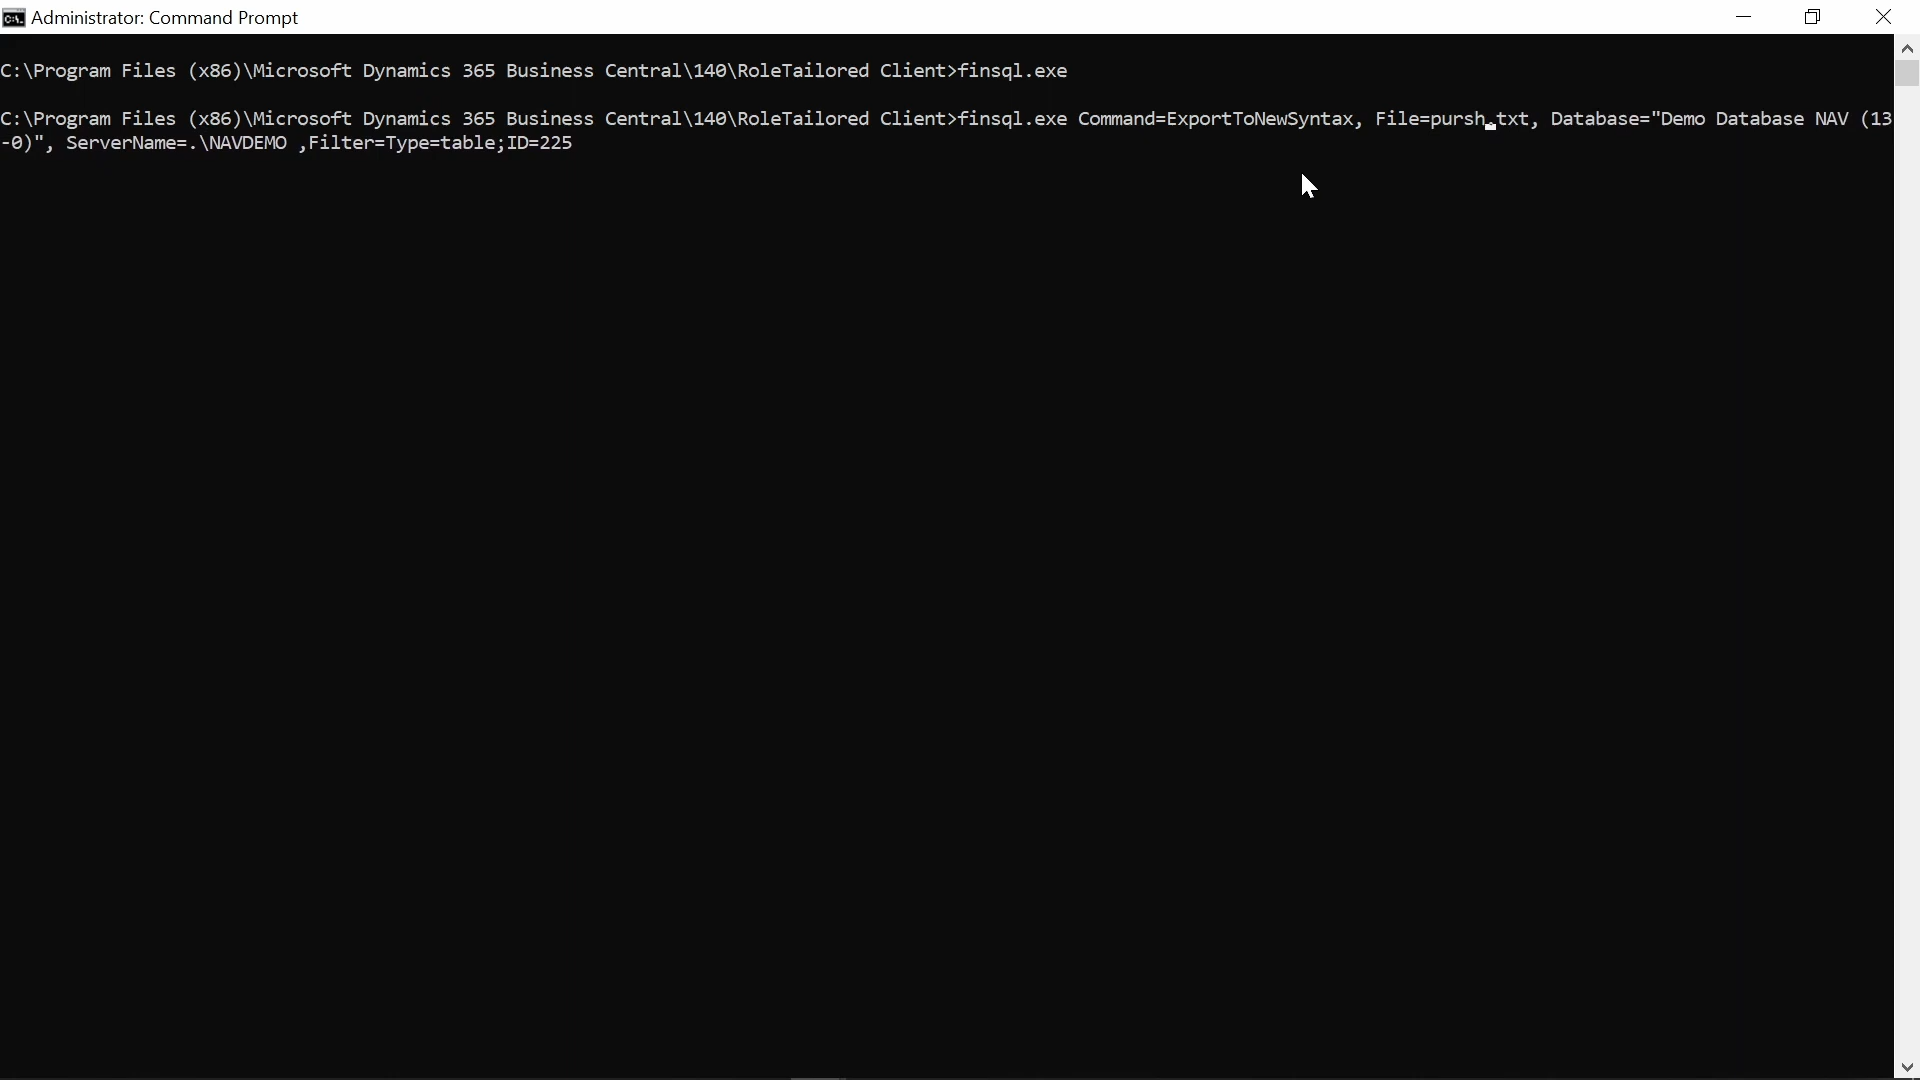 Administrator: Command Prompt
C:\Program Files (x86)\Microsoft Dynamics 365 Business Central\140\RoleTailored Client>finsql.exe
C:\Program Files (x86)\Microsoft Dynamics 365 Business Central\140\RoleTailored Client>finsql.exe Command=ExportToNewSyntax, File=pursh.txt, Database="Demo Database NAV (13
-0)", ServerName=.\NAVDEMO ,Filter=Type=table;ID=225